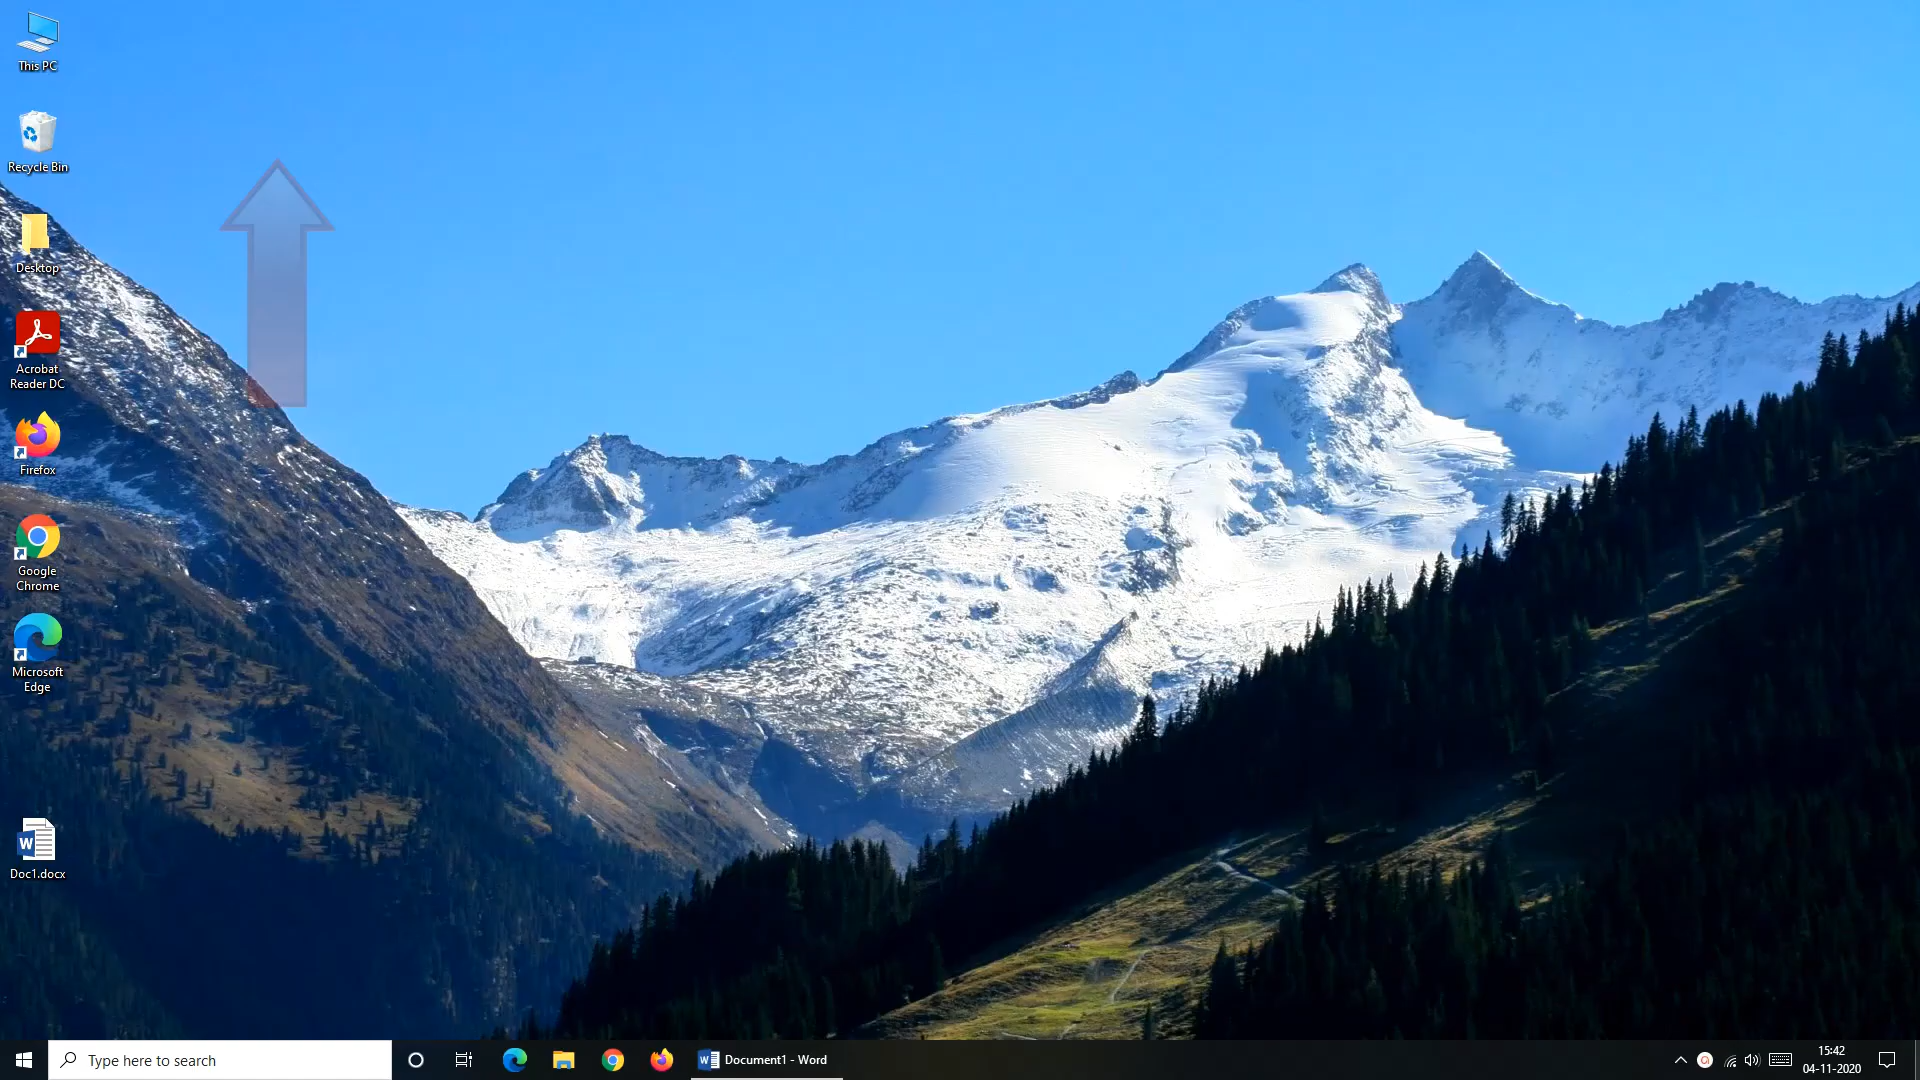 This PC
Recycle Bin
Desktop
Acrobat
Reader DC
Firefox
Google
Chrome
Microsoft
Edge
Doc1.docx
Type here to search
Document1 - Word
15:42
04-11-2020